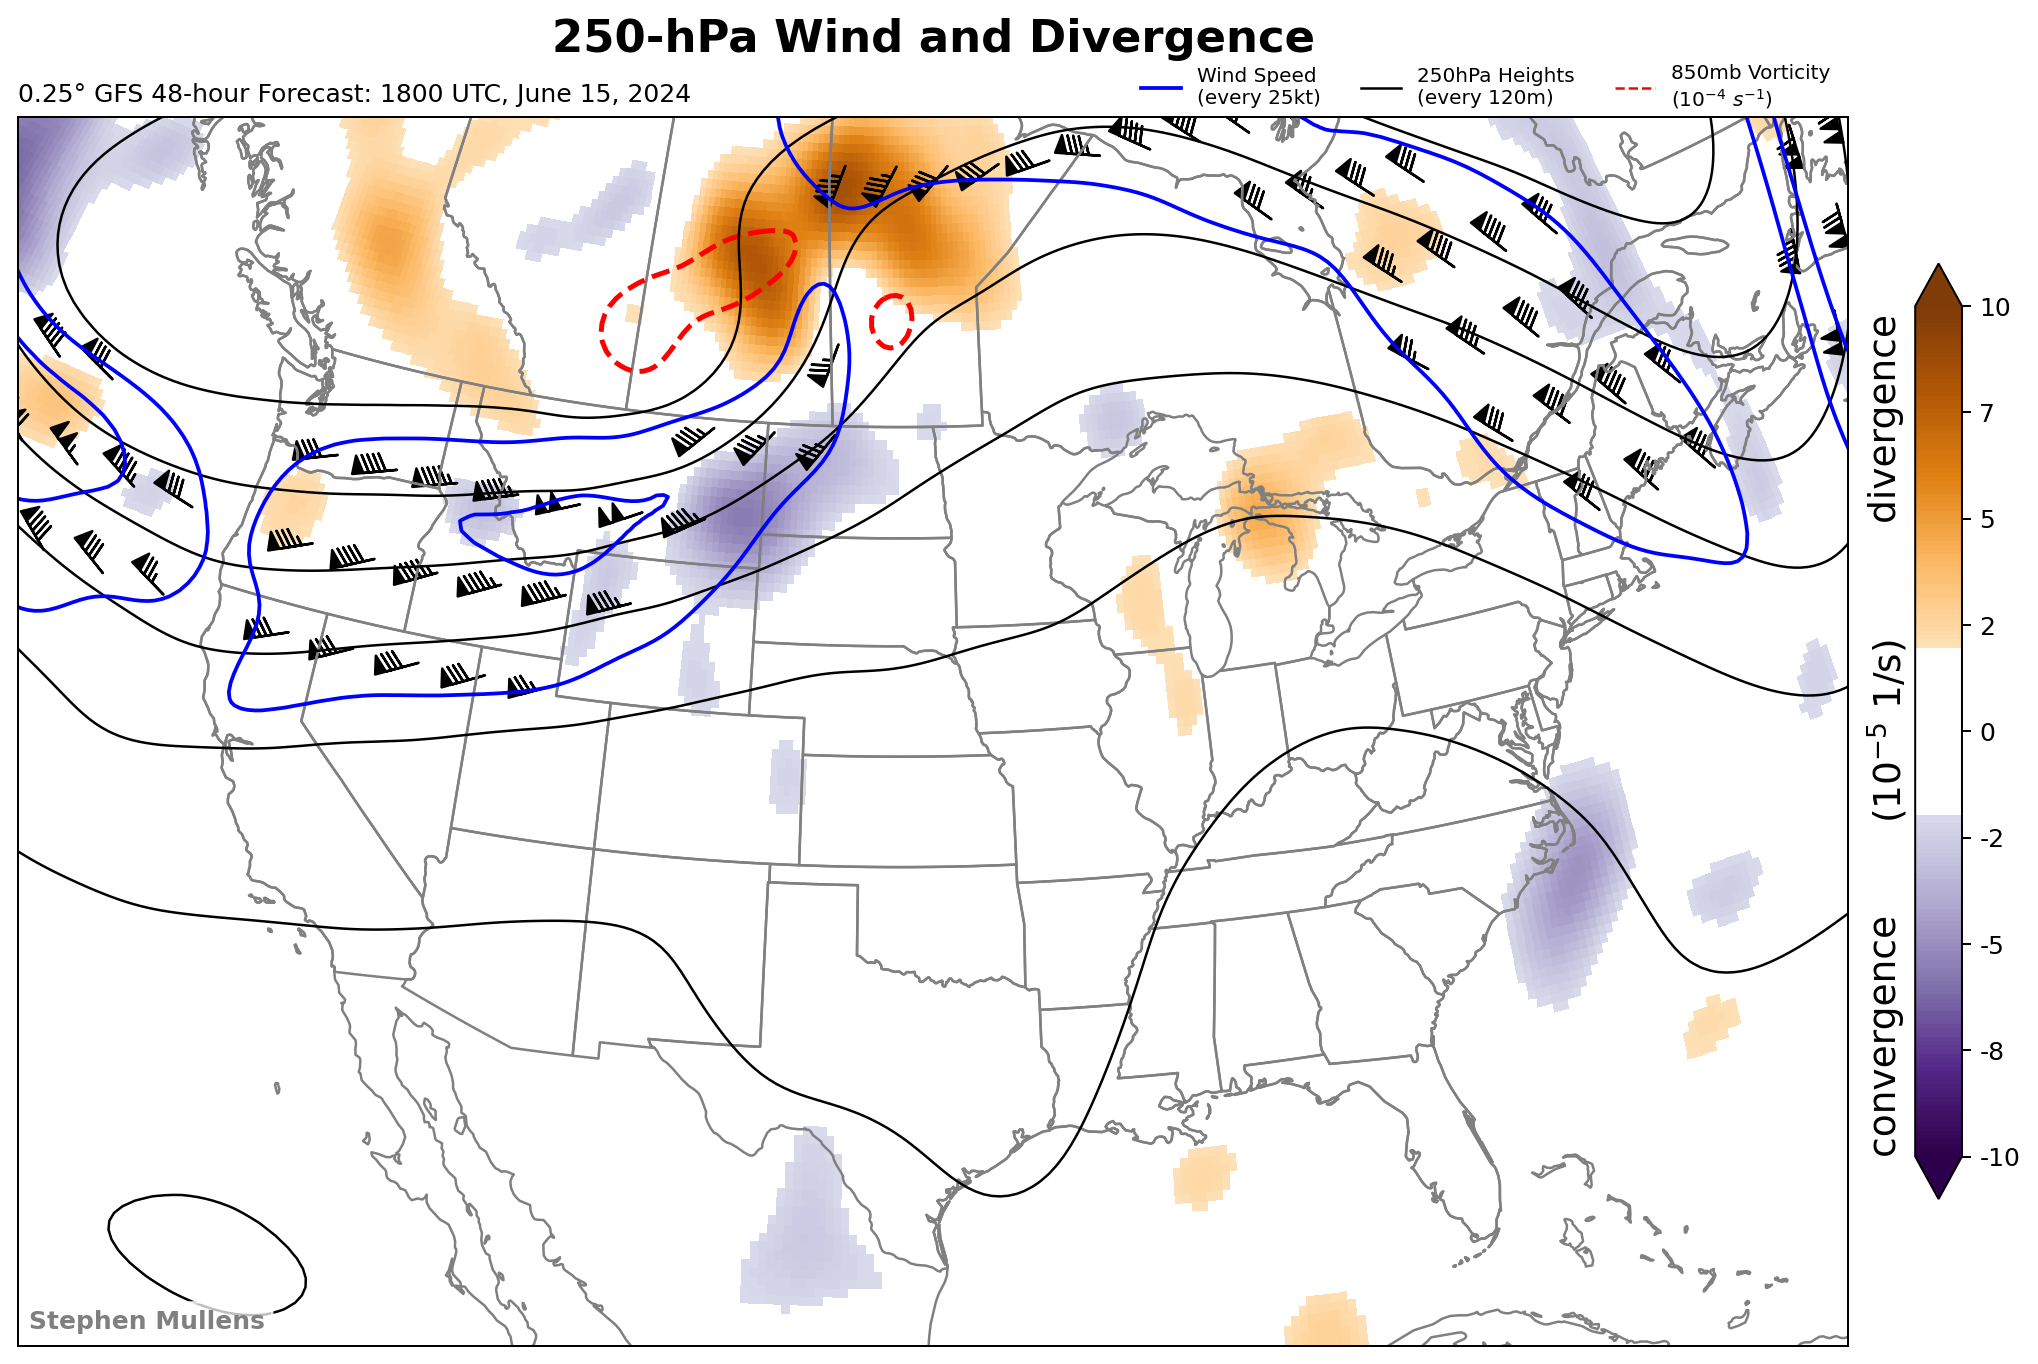 250-hPa Wind and Divergence
0.25° GFS 48-hour Forecast: 1800 UTC, June 15, 2024
Wind Speed
(every 25kt)
250hPa Heights
(every 120m)
850mb Vorticity
(10⁻⁴ s⁻¹)
10
7
5
2
0
-2
-5
-8
-10
convergence (10⁻⁵ 1/s) divergence
Stephen Mullens